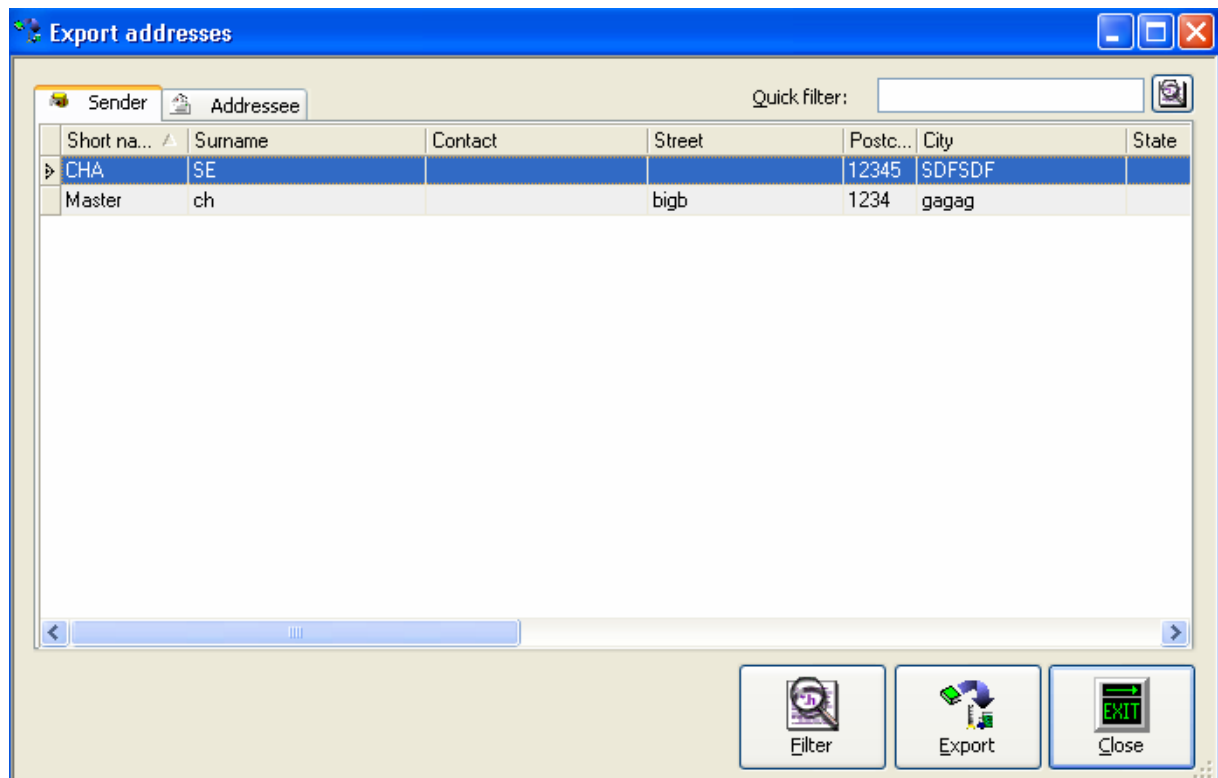 Export addresses
Sender Addressee Quick filter:
Short na... Surname Contact Street Postc... City State
CHA SE 12345 SDFSDF
Master ch bigb 1234 gagag
EXIT
Filter Export Close